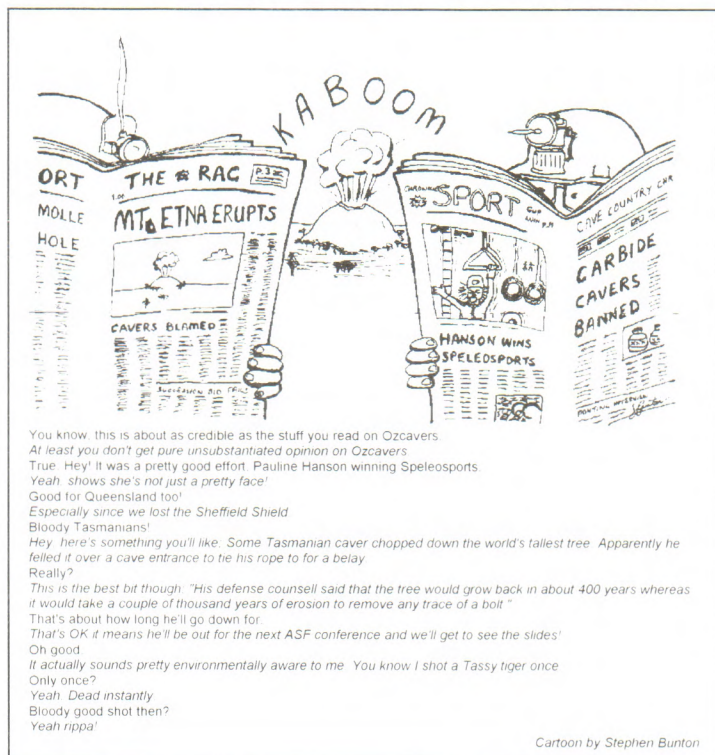 KABOOM
ORT
MOLLE
HOLE
THE RAG
P.3
MT. ETNA ERUPTS
CAVERS BLAMED
SPORT
HANSON WINS
SPELEOSPORTS
CAVE COUNTRY
CARBIDE
CAVERS
BANNED
You know, this is about as credible as the stuff you read on Ozcavers.
At least you don't get pure unsubstantiated opinion on Ozcavers.
True. Hey! It was a pretty good effort. Pauline Hanson winning Speleosports.
Yeah, shows she's not just a pretty face!
Good for Queensland too!
Especially since we lost the Sheffield Shield.
Bloody Tasmanians!
Hey, here's something you'll like. Some Tasmanian caver chopped down the world's tallest tree. Apparently he
felled it over a cave entrance to tie his rope to for a belay.
Really?
This is the best bit though. "His defense counsell said that the tree would grow back in about 400 years whereas
it would take a couple of thousand years of erosion to remove any trace of a bolt."
That's about how long he'll go down for.
That's OK it means he'll be out for the next ASF conference and we'll get to see the slides!
Oh good.
It actually sounds pretty environmentally aware to me. You know I shot a Tassy tiger once.
Only once?
Yeah. Dead instantly.
Bloody good shot then?
Yeah rippa!
Cartoon by Stephen Bunton